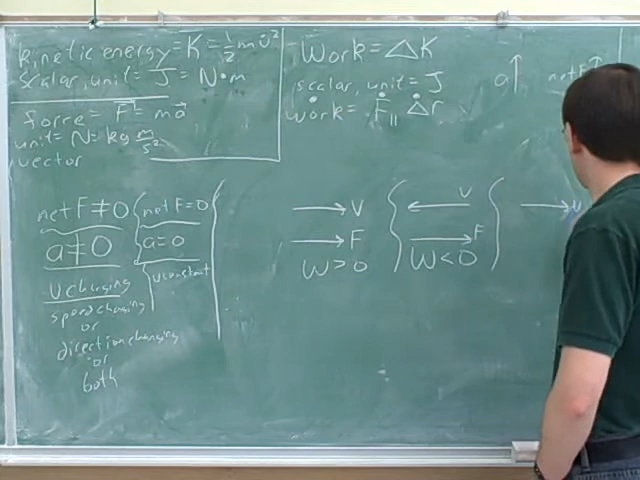 kinetic energy = K = ½mv²
scalar, unit = J = N·m
force = F = ma
unit = N = kg m/s²
vector
Work = ΔK
scalar, unit = J
work = F∥ Δr
a↑ net F↑
net F ≠ 0
a ≠ 0
v changing
speed changing
or
direction changing
or
both
net F = 0
a = 0
v constant
→ v
→ F
W > 0
← v
→ F
W < 0
→ v